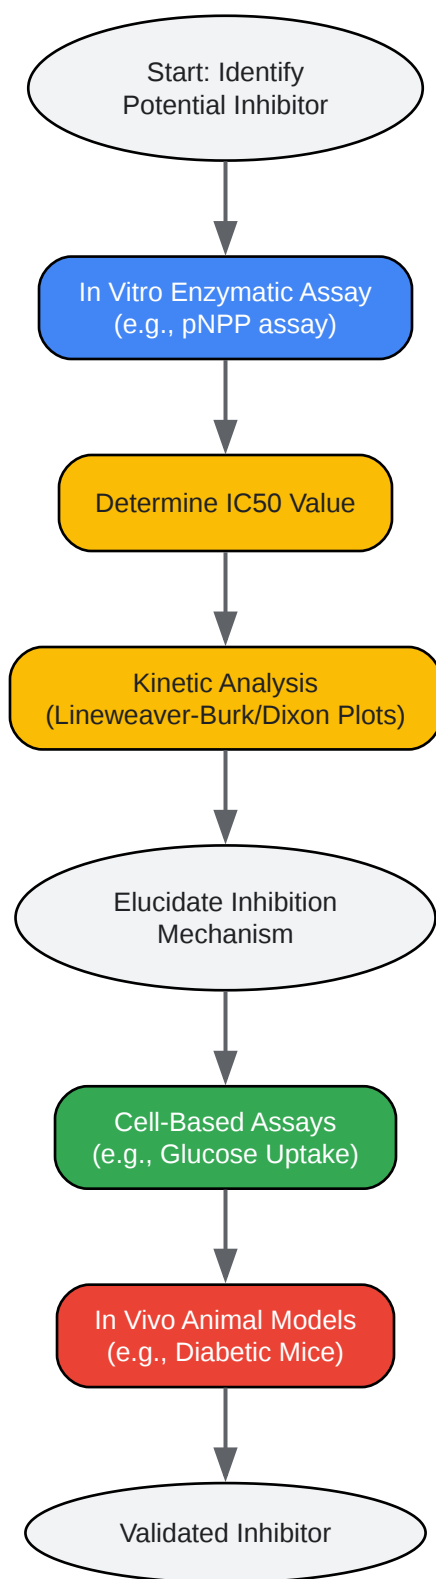 Start: Identify
Potential Inhibitor
In Vitro Enzymatic Assay
(e.g., pNPP assay)
Determine IC50 Value
Kinetic Analysis
(Lineweaver-Burk/Dixon Plots)
Elucidate Inhibition
Mechanism
Cell-Based Assays
(e.g., Glucose Uptake)
In Vivo Animal Models
(e.g., Diabetic Mice)
Validated Inhibitor